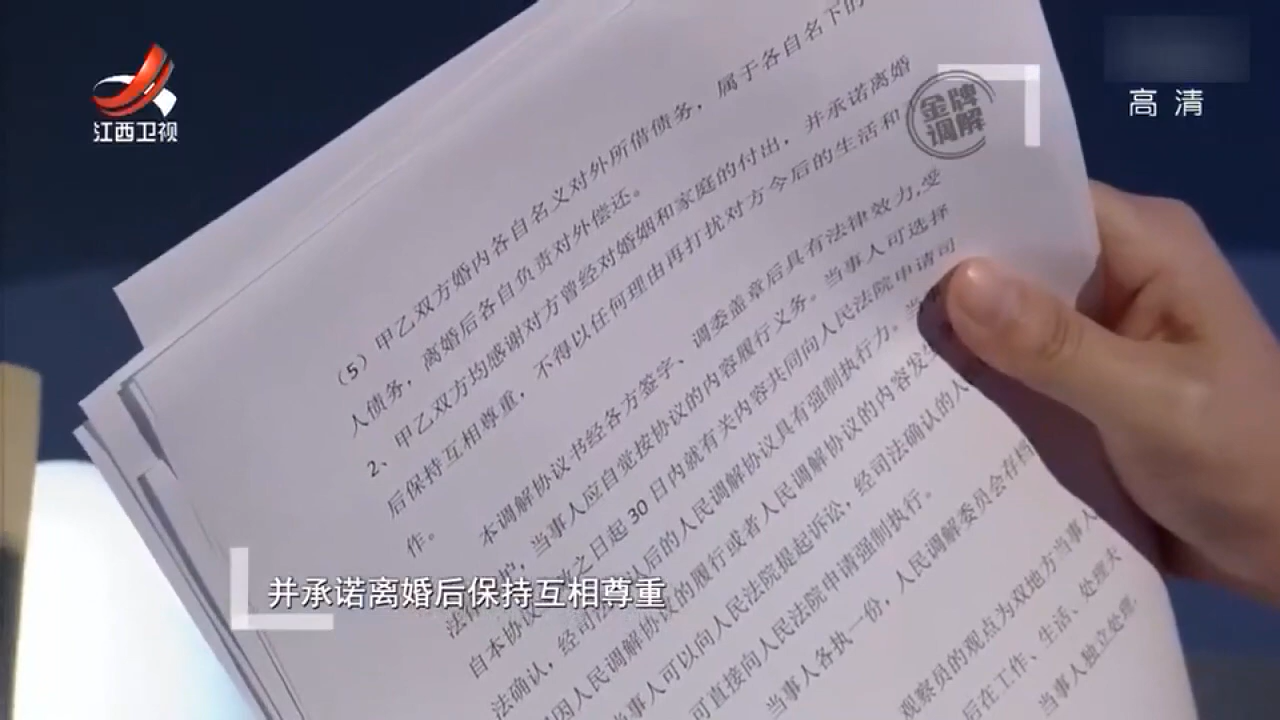 江西卫视
高清
金牌
调解
（5）甲乙双方婚内各自名义对外所借债务，属于各自名下的
人债务，离婚后各自负责对外偿还。
2、甲乙双方均感谢对方曾经对婚姻和家庭的付出，并承诺离婚
后保持互相尊重，不得以任何理由再打扰对方今后的生活和
作。
本调解协议书经各方签字、调委盖章后具有法律效力,受
法律 护，当事人应自觉按协议的内容履行义务。当事人可选择
自本协议 之日起30日内就有关内容共同向人民法院申请司
法确认，经司法 认后的人民调解协议具有强制执行力。当
因人民调解协议的履行或者人民调解协议的内容发生
当事人可以向人民法院提起诉讼，经司法确认的人
可直接向人民法院申请强制执行。
当事人各执一份，人民调解委员会存档
观察员的观点为双地方当事人
后在工作、生活、处理夫
当事人独立处理。
并承诺离婚后保持互相尊重